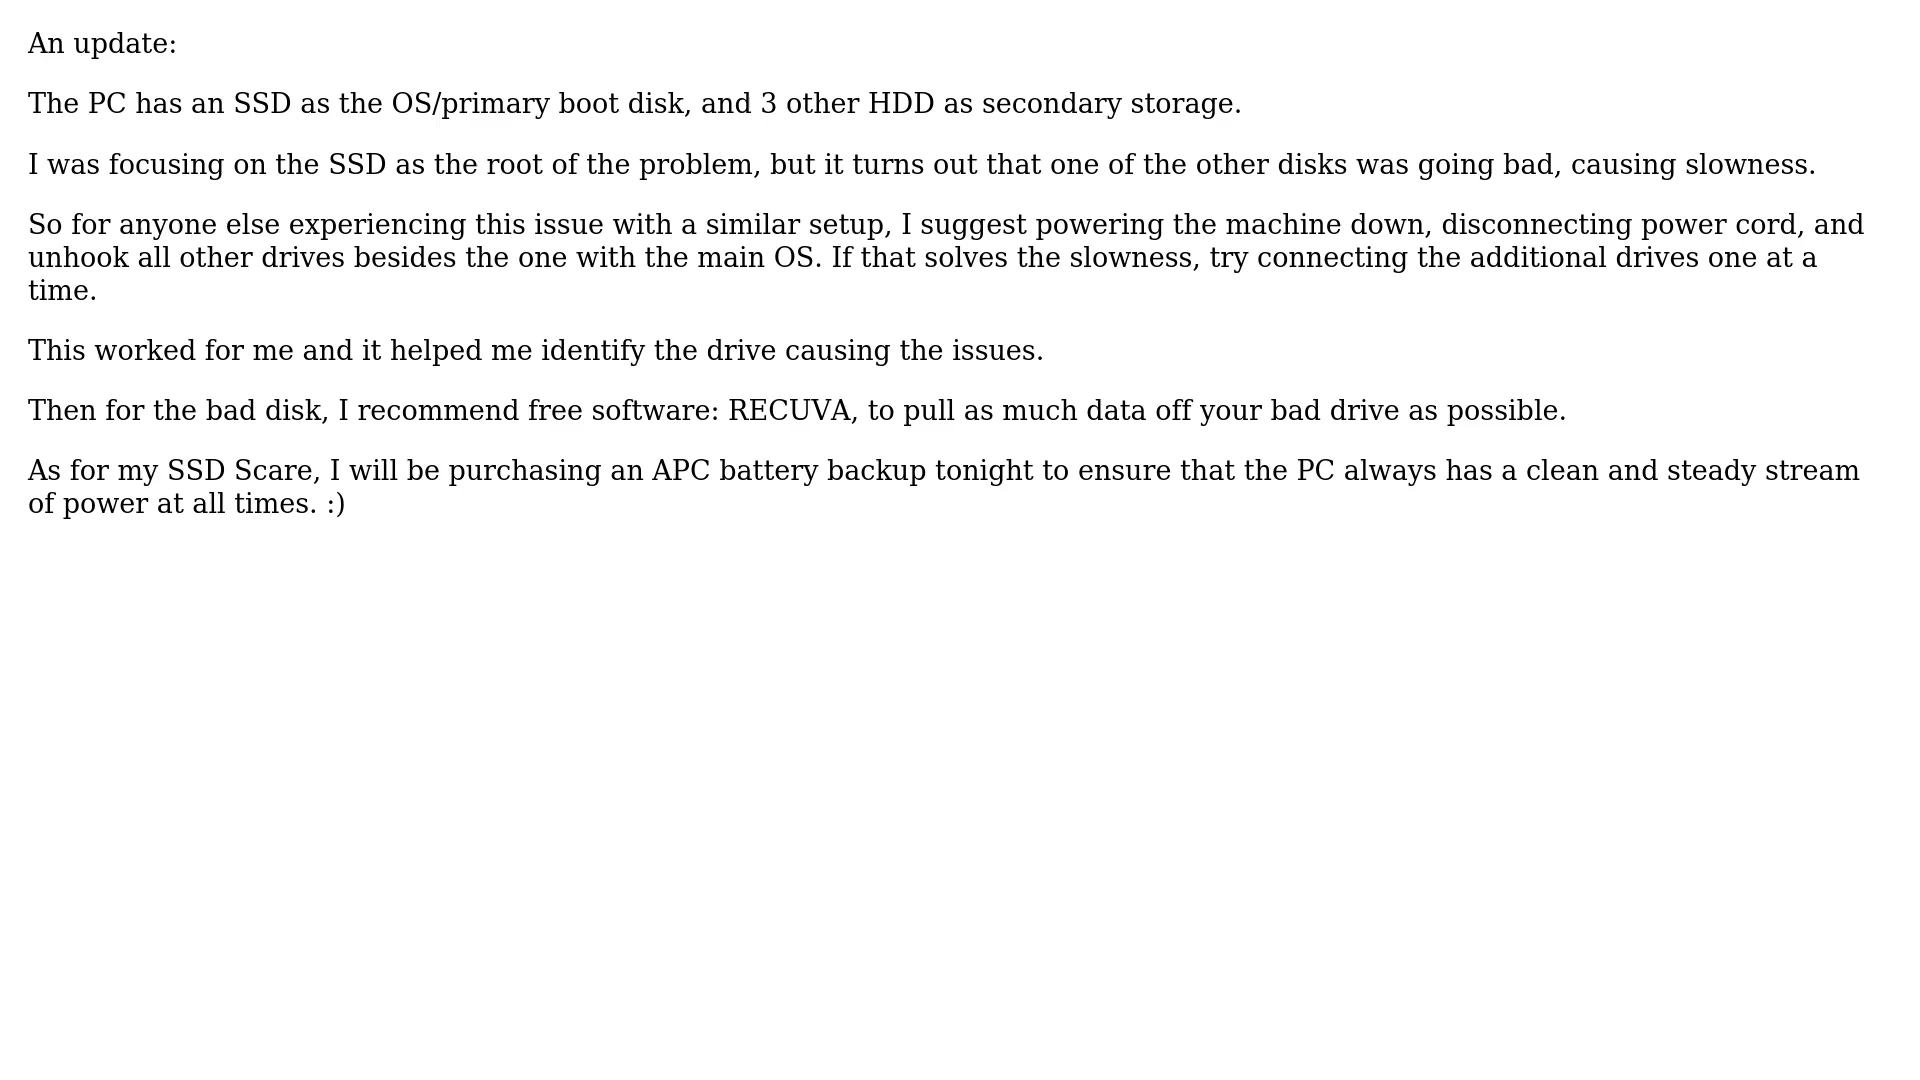 An update:
The PC has an SSD as the OS/primary boot disk, and 3 other HDD as secondary storage.
I was focusing on the SSD as the root of the problem, but it turns out that one of the other disks was going bad, causing slowness.
So for anyone else experiencing this issue with a similar setup, I suggest powering the machine down, disconnecting power cord, and
unhook all other drives besides the one with the main OS. If that solves the slowness, try connecting the additional drives one at a
time.
This worked for me and it helped me identify the drive causing the issues.
Then for the bad disk, I recommend free software: RECUVA, to pull as much data off your bad drive as possible.
As for my SSD Scare, I will be purchasing an APC battery backup tonight to ensure that the PC always has a clean and steady stream
of power at all times. :)